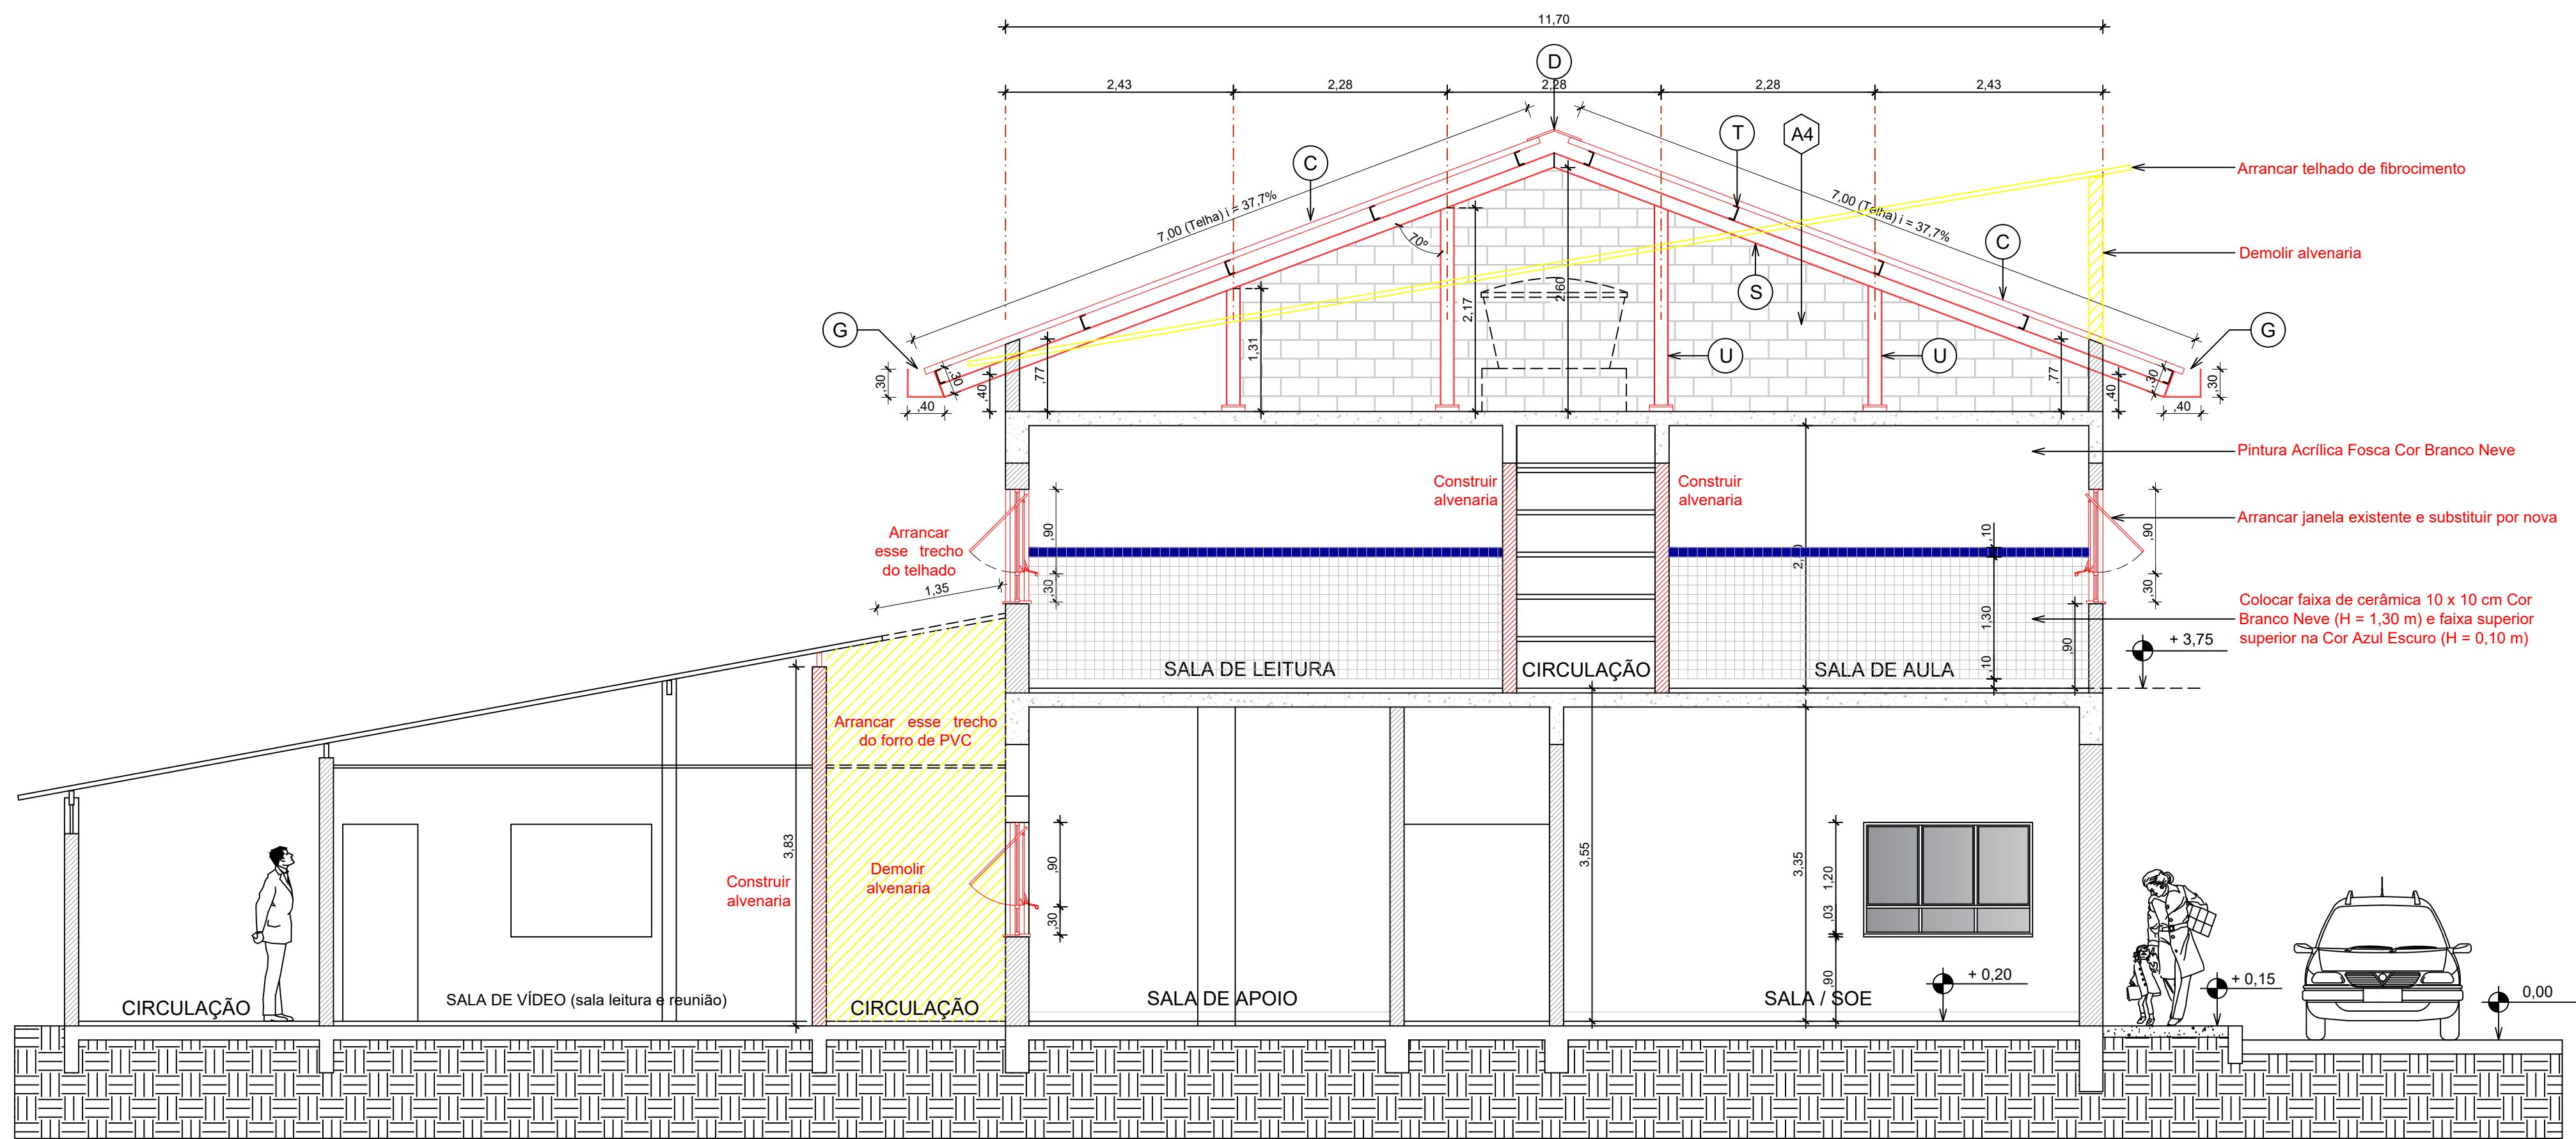 11,70
2,43
2,28
2,28
2,28
2,43
D
C
T
A4
C
S
U
U
G
G
7,00 (Telha) i = 37,7%
7,00 (Telha) i = 37,7%
70º
1,31
2,17
2,60
,77
,77
,40
,40
,30
,30
,40
,40
,30
,30
Arrancar telhado de fibrocimento
Demolir alvenaria
Pintura Acrílica Fosca Cor Branco Neve
Arrancar janela existente e substituir por nova
Colocar faixa de cerâmica 10 x 10 cm Cor
Branco Neve (H = 1,30 m) e faixa superior
superior na Cor Azul Escuro (H = 0,10 m)
Construir
alvenaria
Construir
alvenaria
Arrancar
esse trecho
do telhado
1,35
,90
,30
,10
1,30
,10
,90
,90
,30
+ 3,75
SALA DE LEITURA
CIRCULAÇÃO
SALA DE AULA
Arrancar esse trecho
do forro de PVC
3,83
Construir
alvenaria
Demolir
alvenaria
,90
,30
3,55
3,35
1,20
,03
,90
CIRCULAÇÃO
SALA DE VÍDEO (sala leitura e reunião)
CIRCULAÇÃO
SALA DE APOIO
SALA / SOE
+ 0,20
+ 0,15
0,00